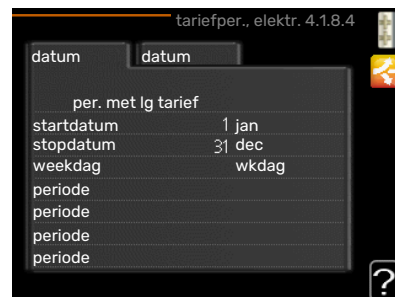 tariefper., elektr. 4.1.8.4
datum datum
per. met lg tarief
startdatum 1 jan
stopdatum 31 dec
weekdag wkdag
periode
periode
periode
periode
?